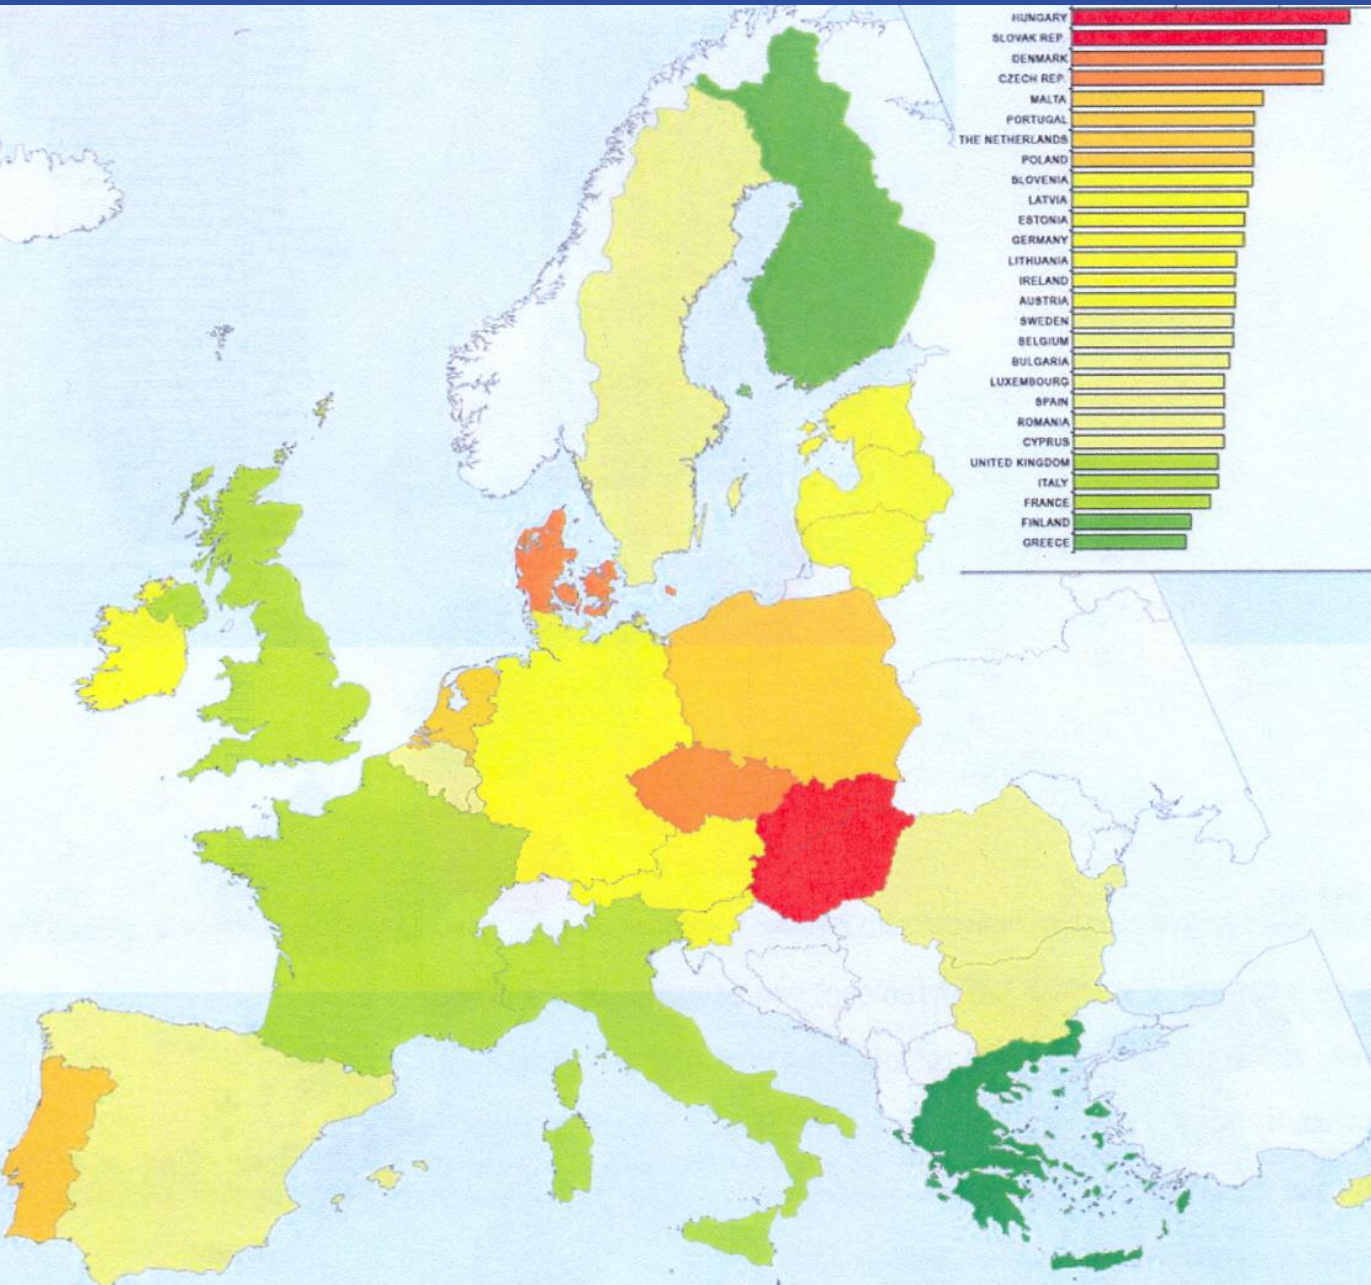 HUNGARY
SLOVAK REP.
DENMARK
CZECH REP.
MALTA
PORTUGAL
THE NETHERLANDS
POLAND
SLOVENIA
LATVIA
ESTONIA
GERMANY
LITHUANIA
IRELAND
AUSTRIA
SWEDEN
BELGIUM
BULGARIA
LUXEMBOURG
SPAIN
ROMANIA
CYPRUS
UNITED KINGDOM
ITALY
FRANCE
FINLAND
GREECE